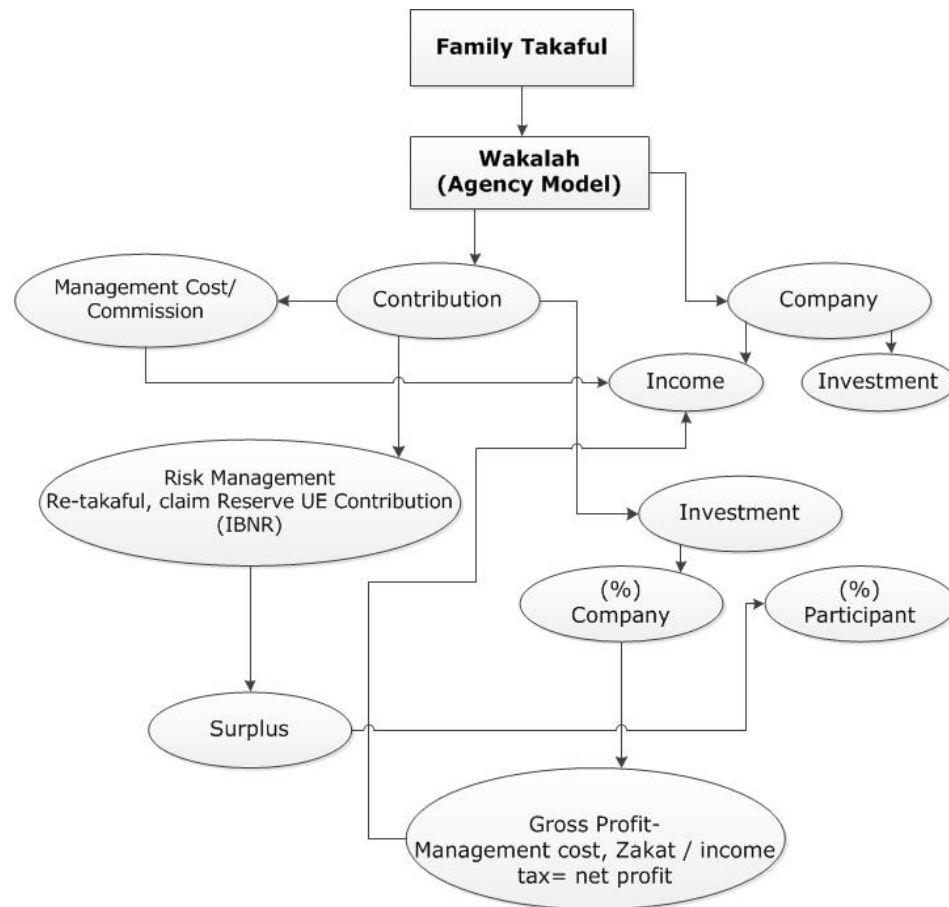 Family Takaful
Wakalah
(Agency Model)
Management Cost/
Commission
Contribution
Company
Income
Investment
Risk Management
Re-takaful, claim Reserve UE Contribution
(IBNR)
Investment
(%)
Company
(%)
Participant
Surplus
Gross Profit-
Management cost, Zakat / income
tax= net profit